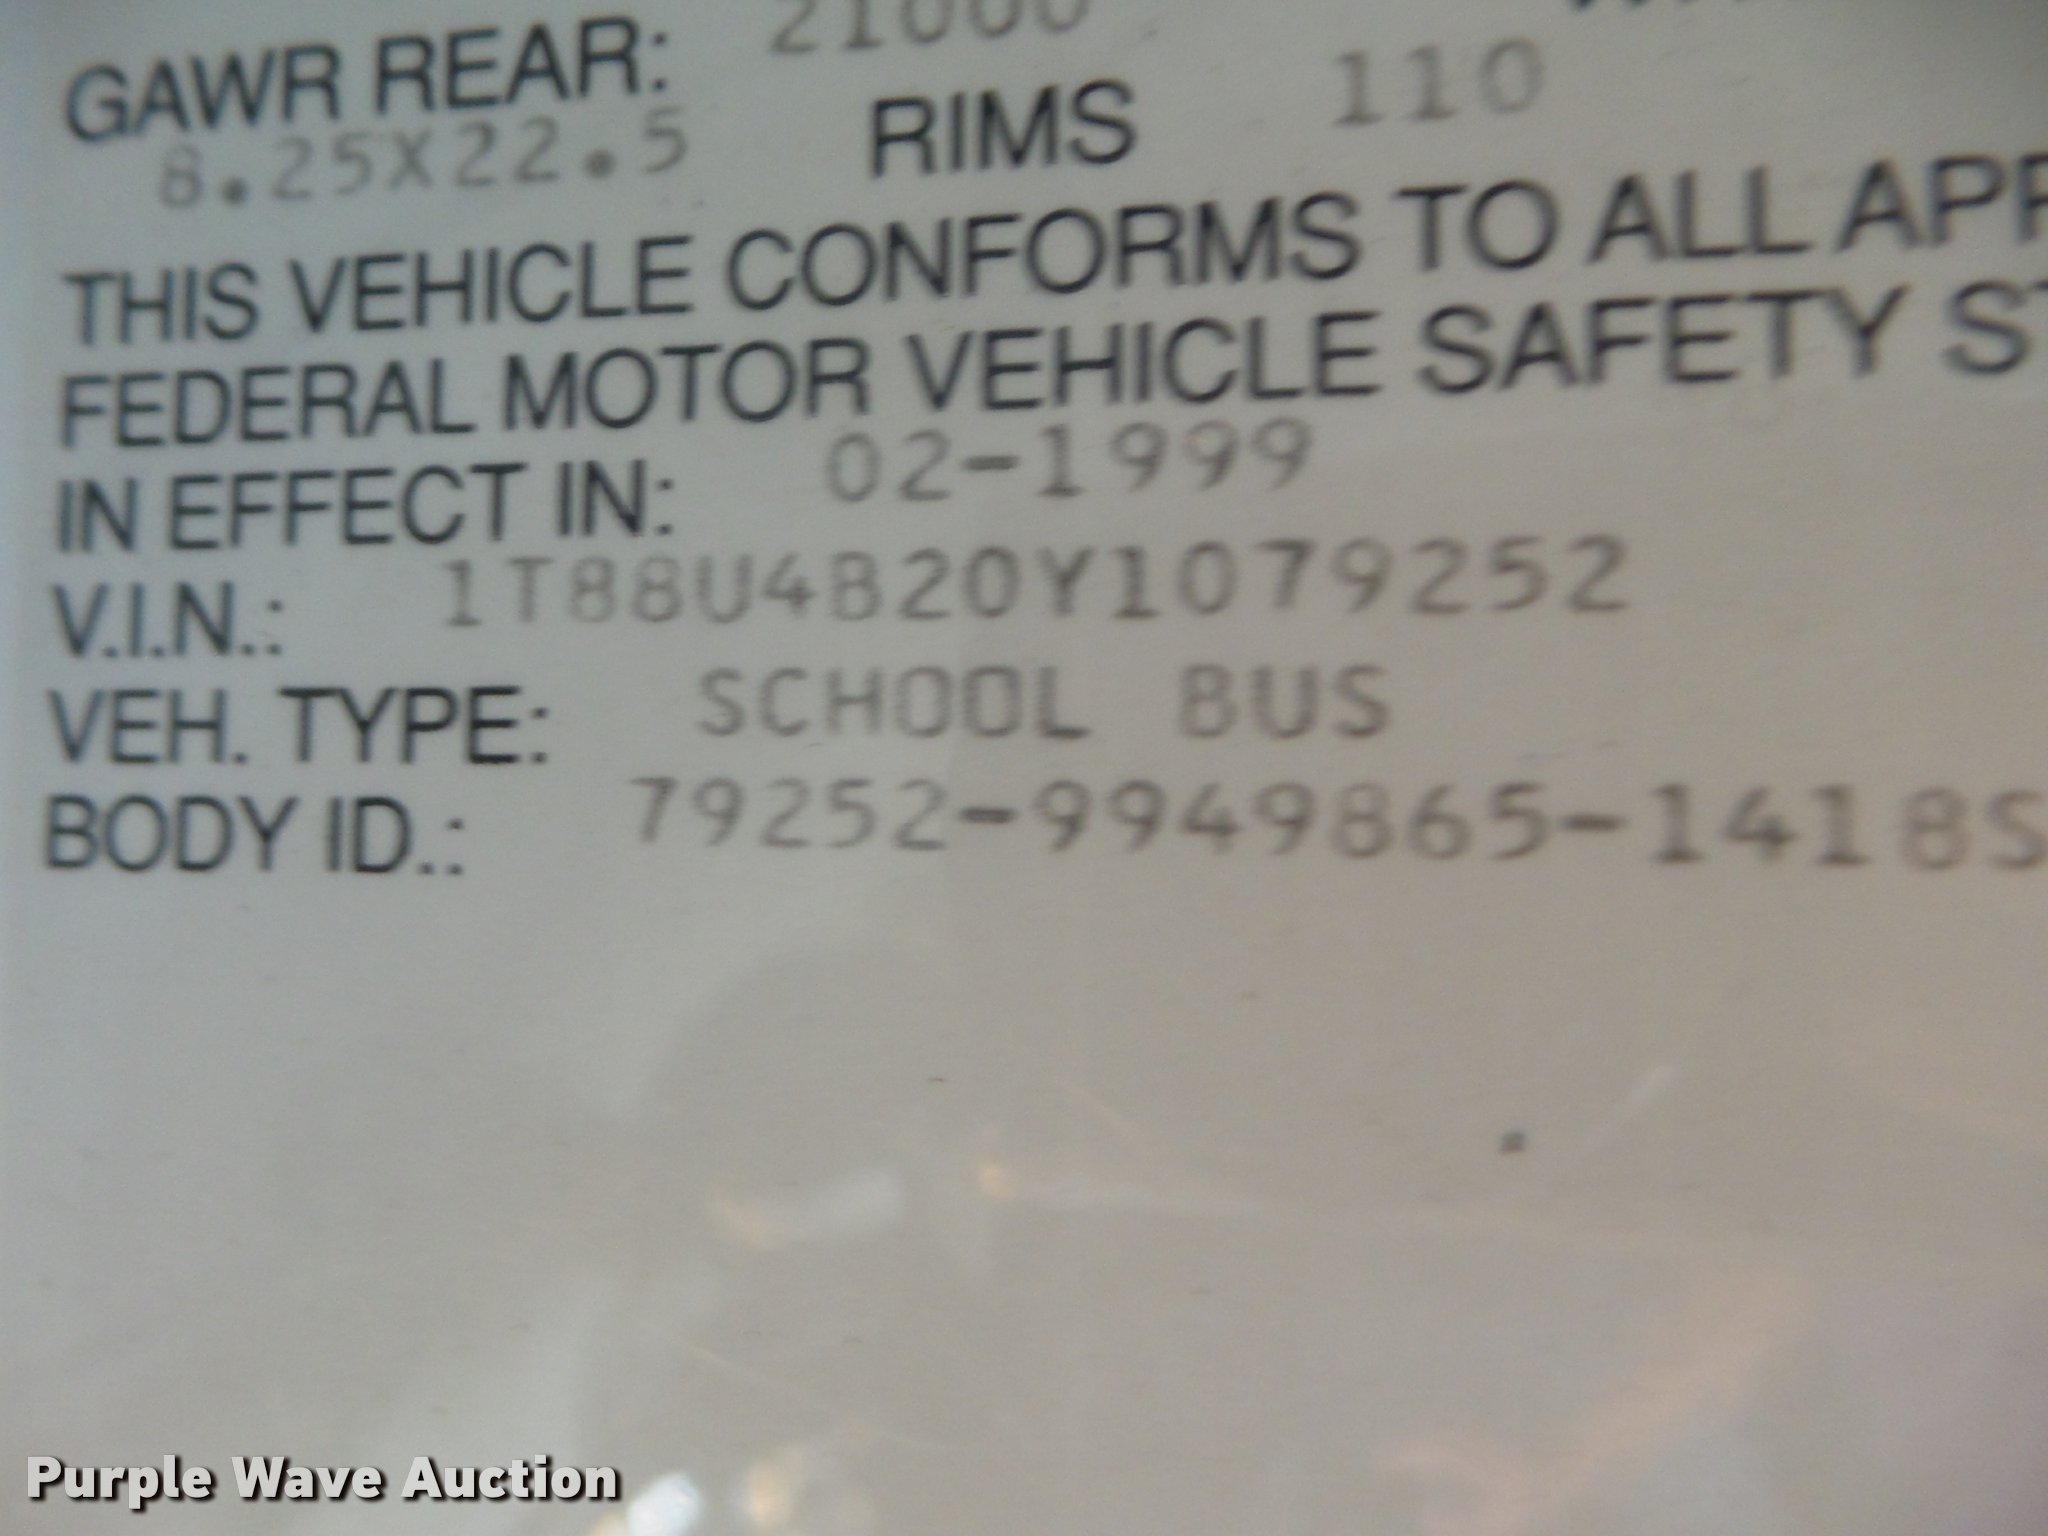 GAWR REAR: 21000
8.25X22.5 RIMS 110
THIS VEHICLE CONFORMS TO ALL APP
FEDERAL MOTOR VEHICLE SAFETY ST
IN EFFECT IN: 02-1999
V.I.N.: 1T88U4B20Y1079252
VEH. TYPE: SCHOOL BUS
BODY ID.: 79252-9949865-1418S
Purple Wave Auction